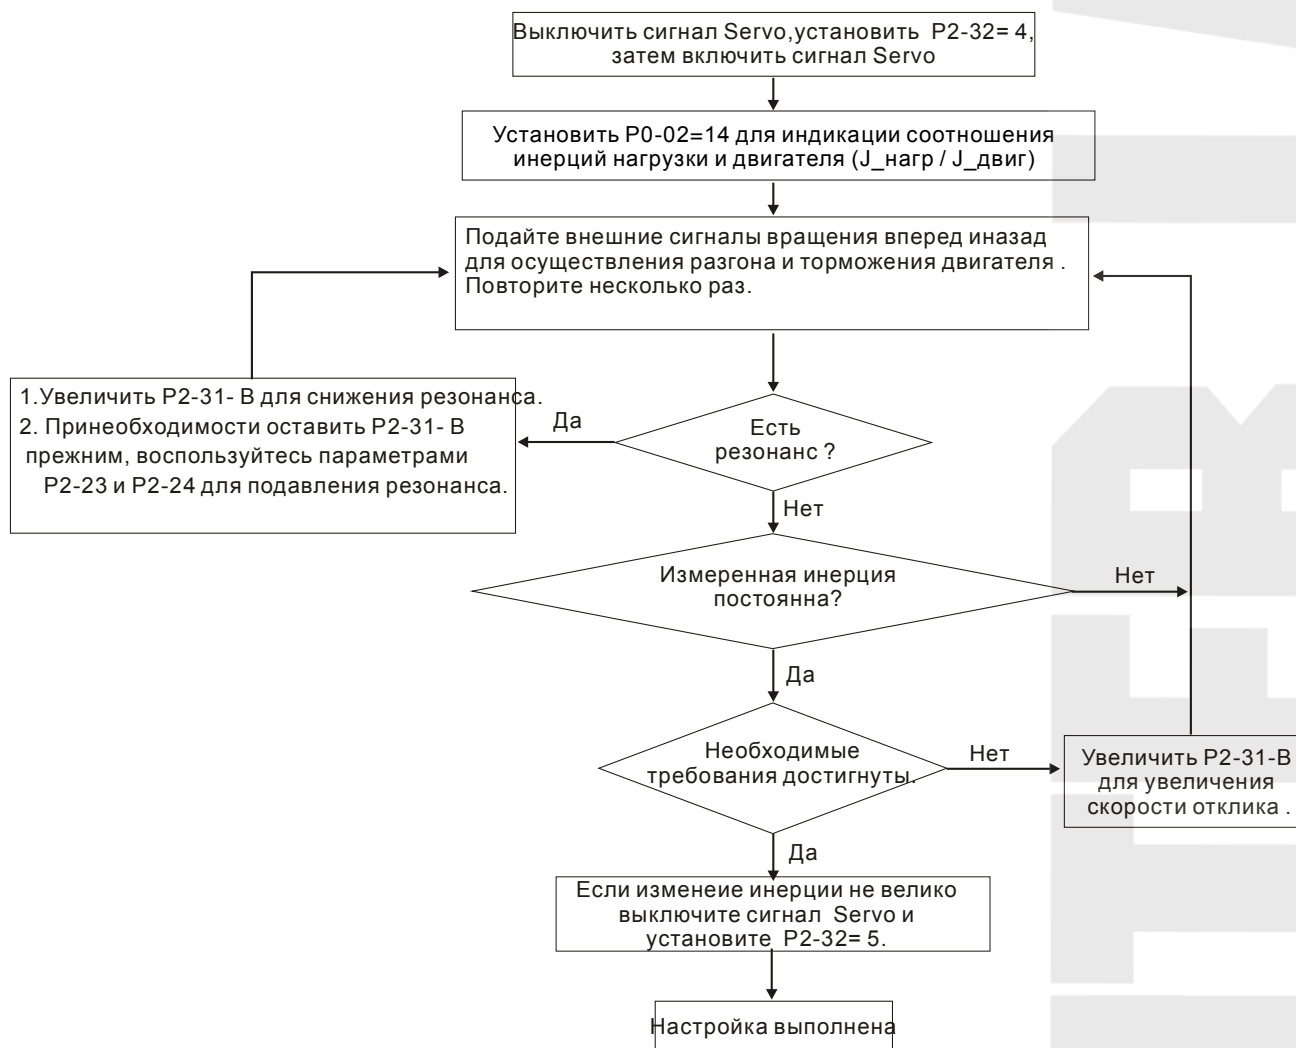 Выключить сигнал Servo,установить P2-32= 4,
затем включить сигнал Servo
Установить P0-02=14 для индикации соотношения
инерций нагрузки и двигателя (J_нагр / J_двиг)
Подайте внешние сигналы вращения вперед иназад
для осуществления разгона и торможения двигателя .
Повторите несколько раз.
1.Увеличить P2-31- B для снижения резонанса.
2. Принеобходимости оставить P2-31- B
прежним, воспользуйтесь параметрами
P2-23 и P2-24 для подавления резонанса.
Да
Есть
резонанс ?
Нет
Измеренная инерция
постоянна?
Нет
Да
Необходимые
требования достигнуты.
Нет
Увеличить P2-31-B
для увеличения
скорости отклика .
Да
Если изменеие инерции не велико
выключите сигнал Servo и
установите P2-32= 5.
Настройка выполнена